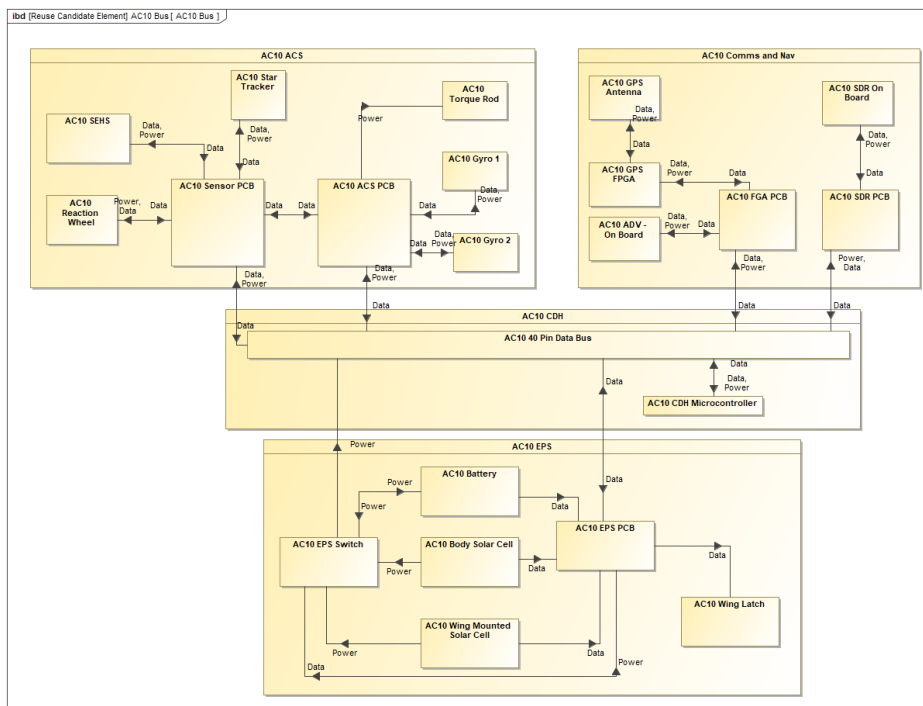 ibd [Reuse Candidate Element] AC10 Bus [ AC10 Bus ]
AC10 ACS
AC10 Star
Tracker
AC10
Torque Rod
Power
AC10 SEHS
Data,
Power
Data
Data,
Power
Data
AC10 Gyro 1
AC10 Sensor PCB
AC10 ACS PCB
AC10
Reaction
Wheel
Power,
Data
Data
Data
Data
Data
Data,
Power
AC10 Gyro 2
Data
Data,
Power
Data,
Power
Data,
Power
AC10 Comms and Nav
AC10 GPS
Antenna
Data,
Power
Data
AC10 GPS
FPGA
Data,
Power
Data
AC10 FGA PCB
AC10 ADV -
On Board
Data,
Power
Data
Data,
Power
AC10 SDR On
Board
Data,
Power
Data
AC10 SDR PCB
Power,
Data
Data
Data
Data
Data
AC10 CDH
AC10 40 Pin Data Bus
Data
Data
Data,
Power
AC10 CDH Microcontroller
AC10 EPS
Power
AC10 Battery
Power
Power
Data
Data
AC10 EPS Switch
AC10 Body Solar Cell
Power
Data
AC10 EPS PCB
Data
AC10 Wing Latch
AC10 Wing Mounted
Solar Cell
Power
Data
Data
Power